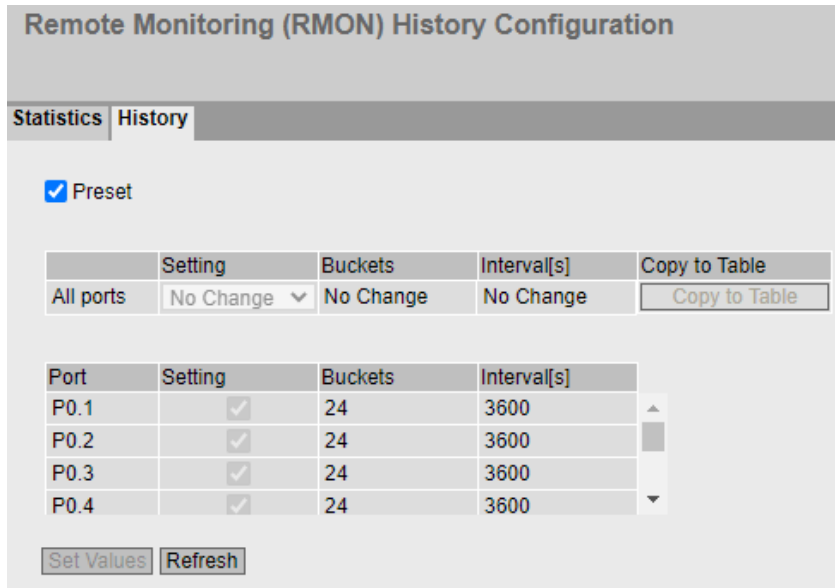 Remote Monitoring (RMON) History Configuration
Statistics History
Preset
Setting Buckets Interval[s] Copy to Table
All ports No Change No Change No Change Copy to Table
Port Setting Buckets Interval[s]
P0.1 24 3600
P0.2 24 3600
P0.3 24 3600
P0.4 24 3600
Set Values Refresh